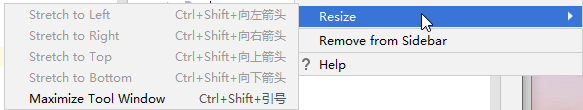 Stretch to Left Ctrl+Shift+向左箭头
Stretch to Right Ctrl+Shift+向右箭头
Stretch to Top Ctrl+Shift+向上箭头
Stretch to Bottom Ctrl+Shift+向下箭头
Maximize Tool Window Ctrl+Shift+引号
Resize
Remove from Sidebar
? Help